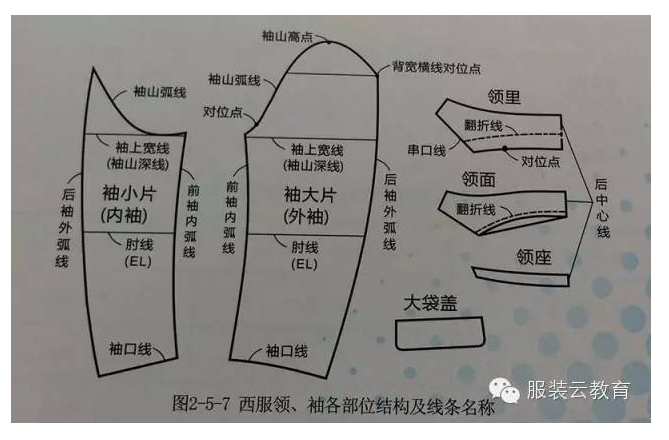 袖山高点
袖山弧线
背宽横线对位点
袖山弧线
对位点
领里
翻折线
串口线
对位点
袖上宽线
(袖山深线)
袖上宽线
(袖山深线)
后袖外弧线
袖小片
(内袖)
前袖内弧线
前袖内弧线
袖大片
(外袖)
后袖外弧线
领面
翻折线
后中心线
肘线
(EL)
肘线
(EL)
领座
大袋盖
袖口线
袖口线
服装云教育
图2-5-7 西服领、袖各部位结构及线条名称